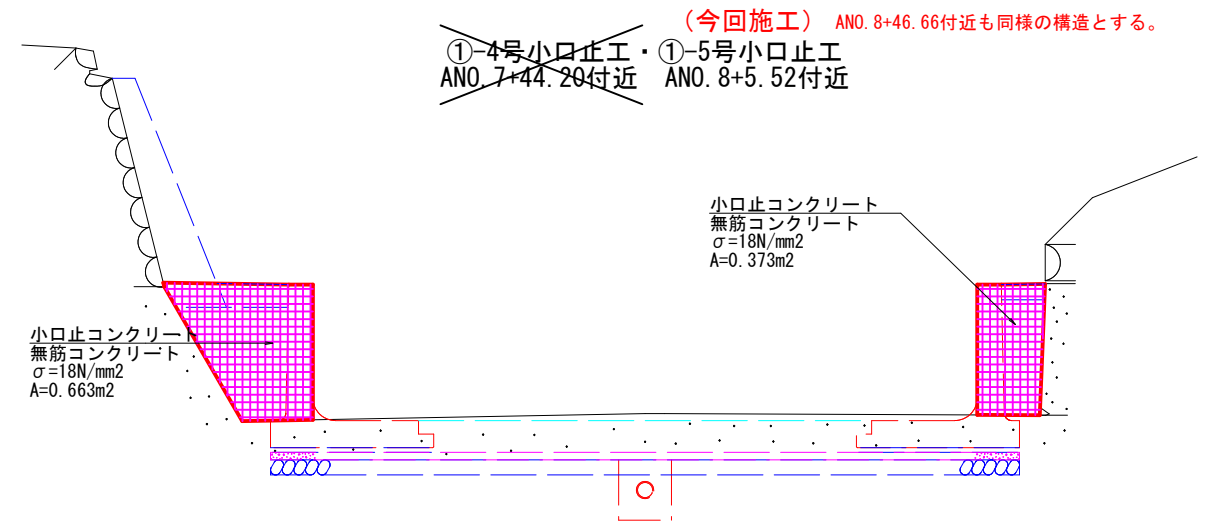 (今回施工) ANO.8+46.66付近も同様の構造とする。
①-4号小口止工・①-5号小口止工
ANO.7+44.20付近 ANO.8+5.52付近
小口止コンクリート
無筋コンクリート
σ=18N/mm2
A=0.373m2
小口止コンクリート
無筋コンクリート
σ=18N/mm2
A=0.663m2